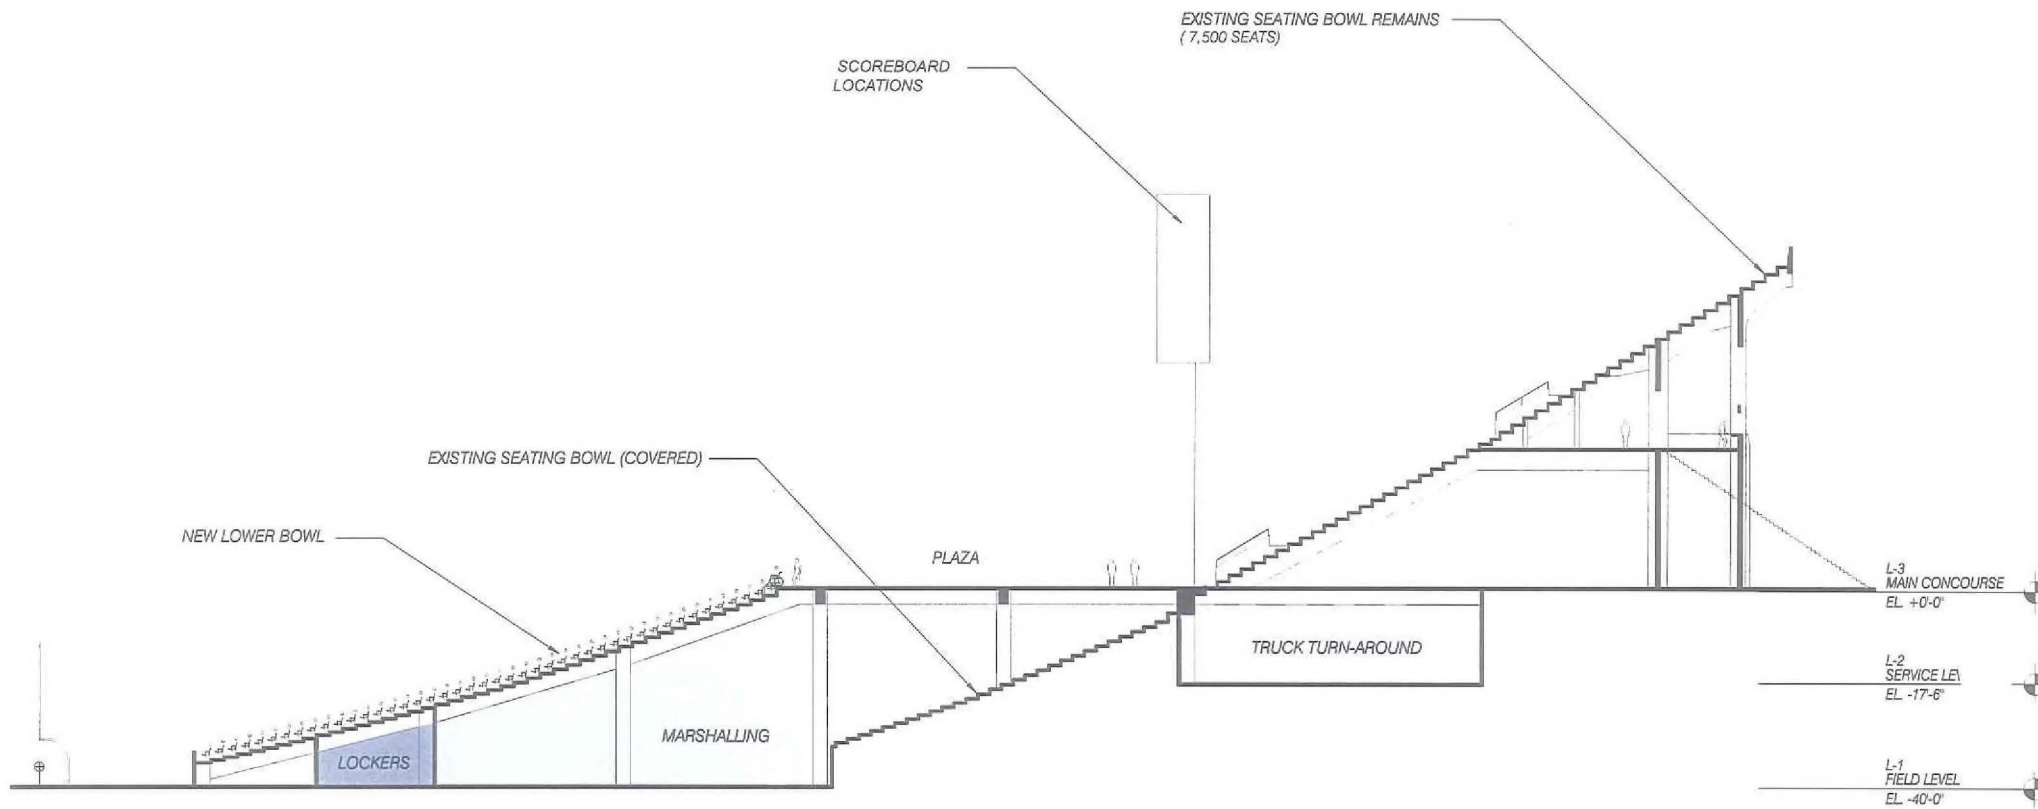 EXISTING SEATING BOWL REMAINS
( 7,500 SEATS)
SCOREBOARD
LOCATIONS
EXISTING SEATING BOWL (COVERED)
NEW LOWER BOWL
PLAZA
L-3
MAIN CONCOURSE
EL. +0'-0"
TRUCK TURN-AROUND
L-2
SERVICE LEV
EL. -17'-6"
MARSHALLING
LOCKERS
L-1
FIELD LEVEL
EL. -40'-0"